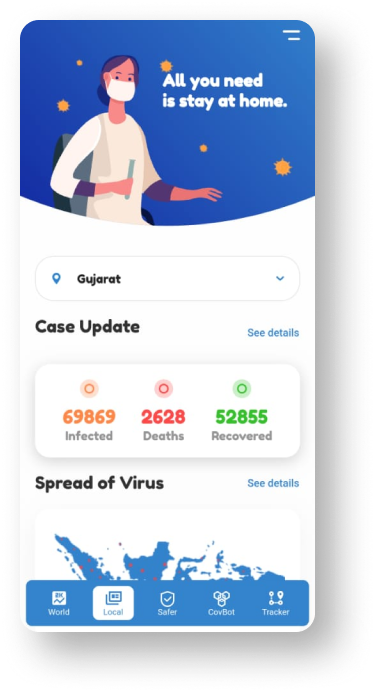 All you need
is stay at home.
Gujarat
Case Update
See details
69869
2628
52855
Infected
Deaths
Recovered
Spread of Virus
See details
World
Local
Safer
CovBot
Tracker